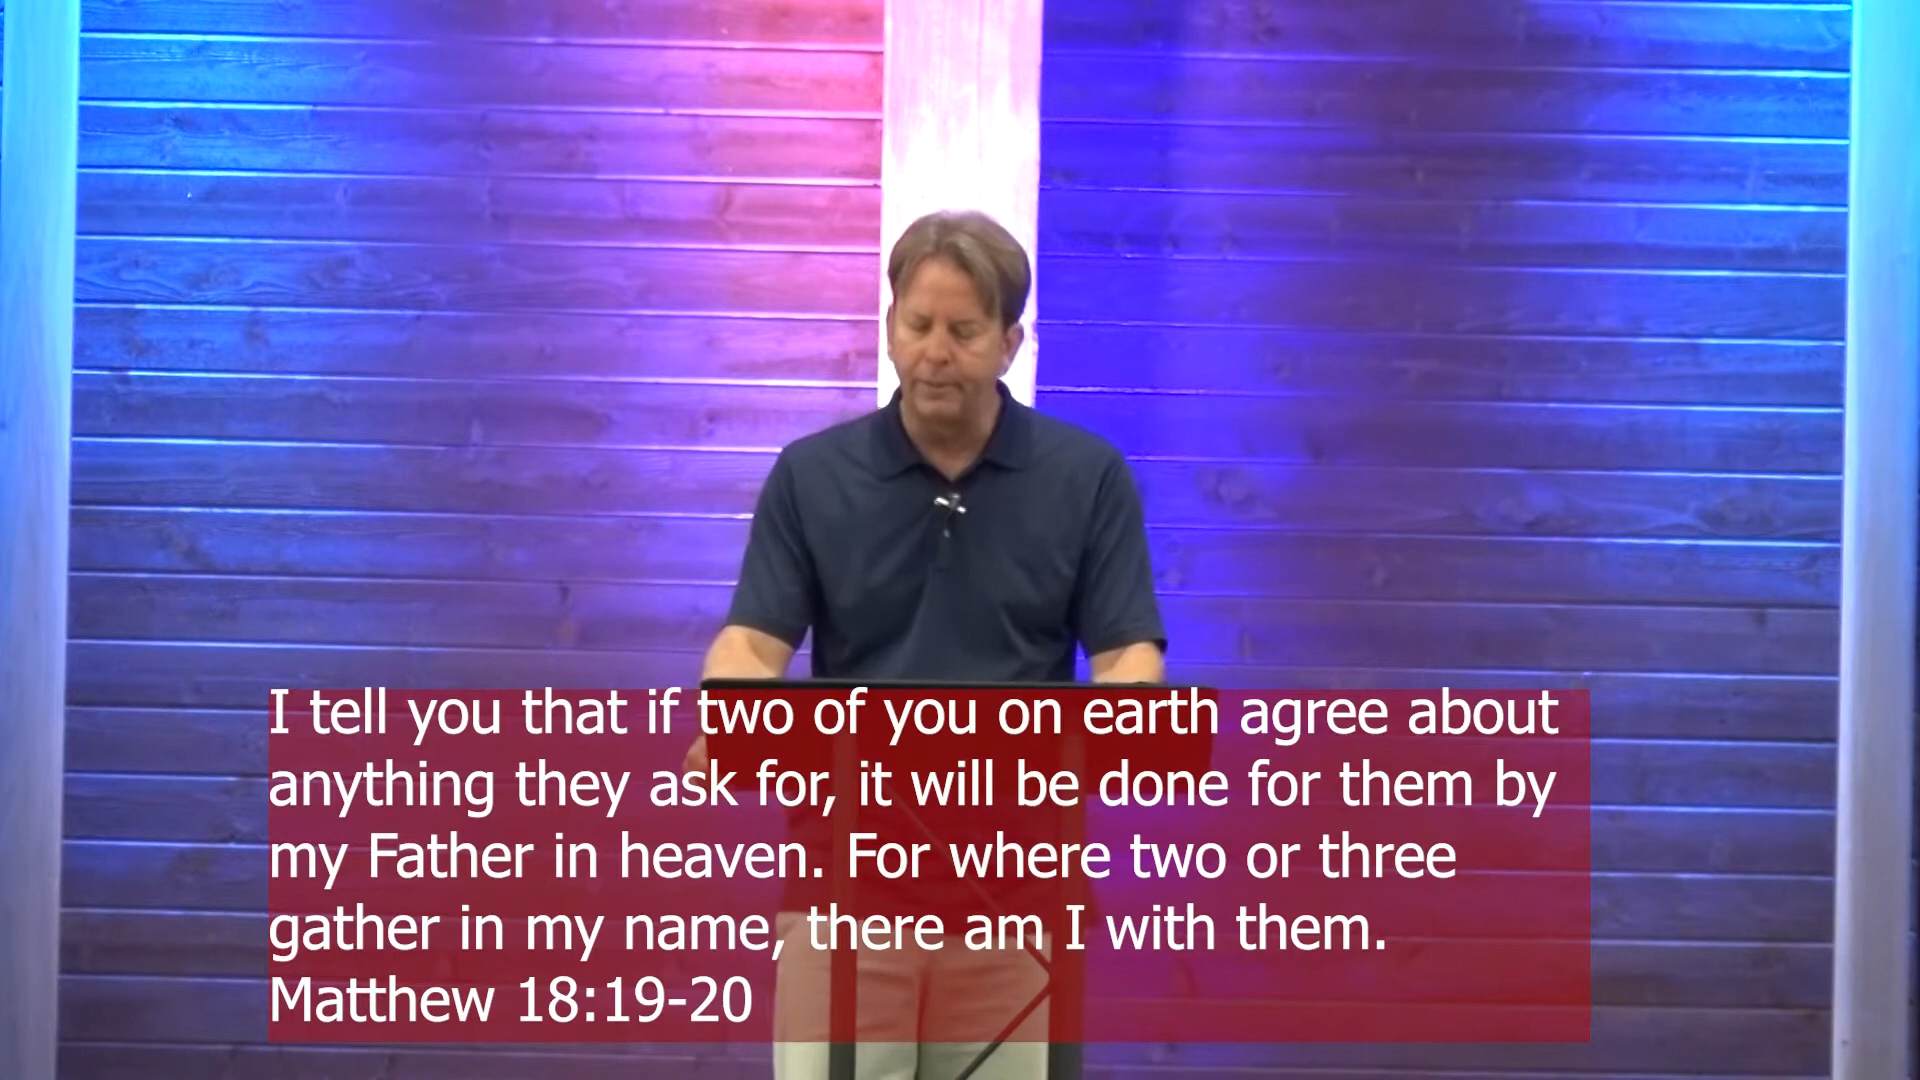 I tell you that if two of you on earth agree about
anything they ask for, it will be done for them by
my Father in heaven. For where two or three
gather in my name, there am I with them.
Matthew 18:19-20